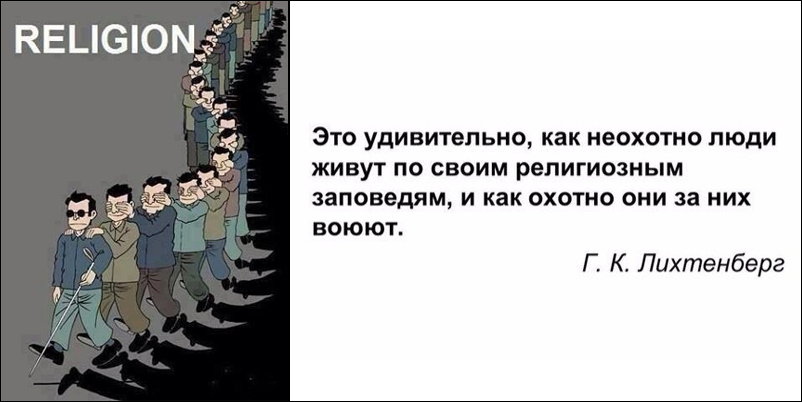 RELIGION
Это удивительно, как неохотно люди
живут по своим религиозным
заповедям, и как охотно они за них
воюют.
Г. К. Лихтенберг